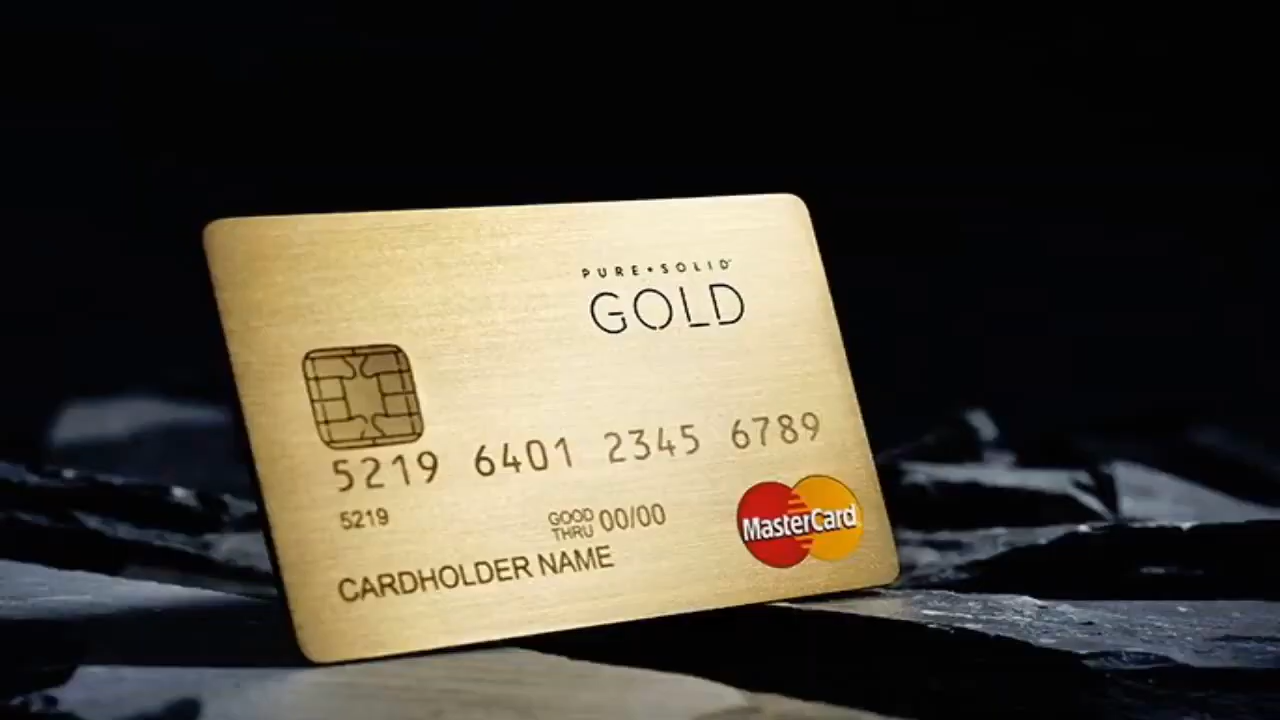 PURE • SOLID
GOLD
5219 6401 2345 6789
5219
GOOD THRU 00/00
CARDHOLDER NAME
MasterCard